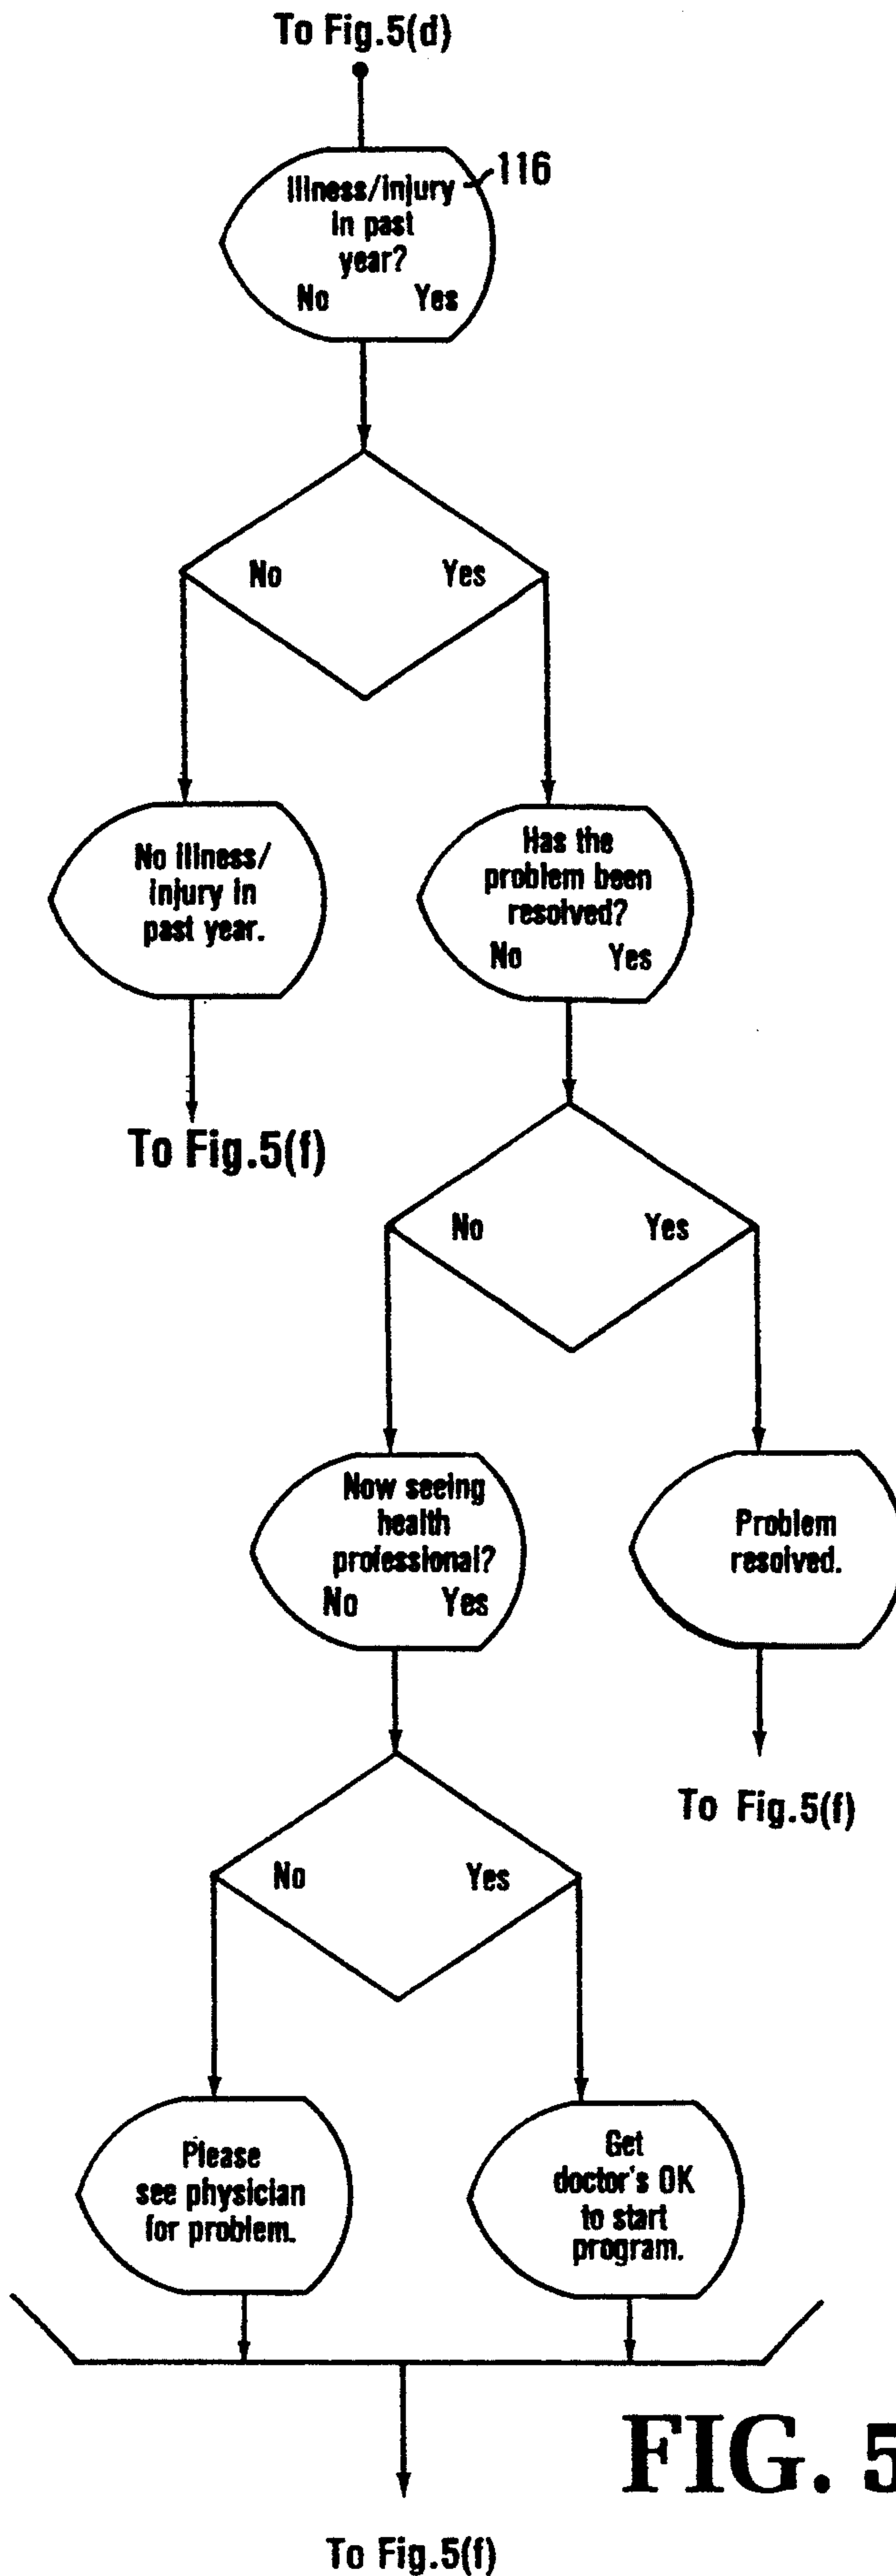 To Fig.5(d)
Illness/injury
in past
year?
116
No Yes
No Yes
No illness/
injury in
past year.
Has the
problem been
resolved?
No Yes
To Fig.5(f)
No Yes
Now seeing
health
professional?
No Yes
Problem
resolved.
To Fig.5(f)
No Yes
Please
see physician
for problem.
Get
doctor's OK
to start
program.
FIG. 5
To Fig.5(f)